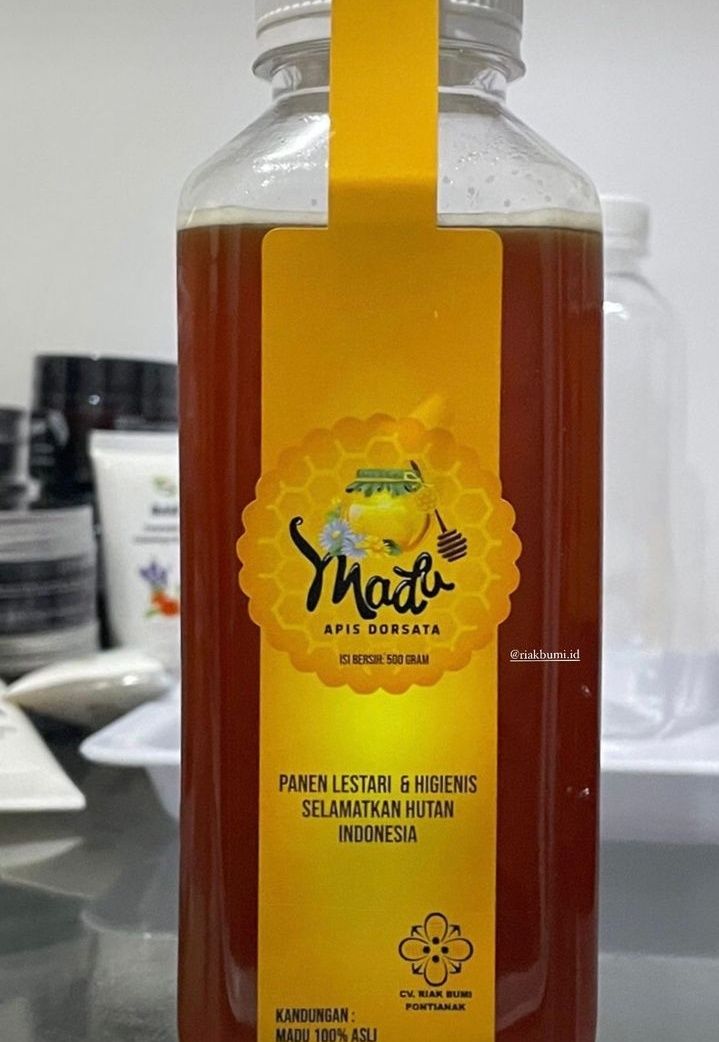 Madu
APIS DORSATA
ISI BERSIH: 500 GRAM
@riakbumi.id
PANEN LESTARI & HIGIENIS
SELAMATKAN HUTAN
INDONESIA
CV. RIAK BUMI
PONTIANAK
KANDUNGAN :
MADU 100% ASLI